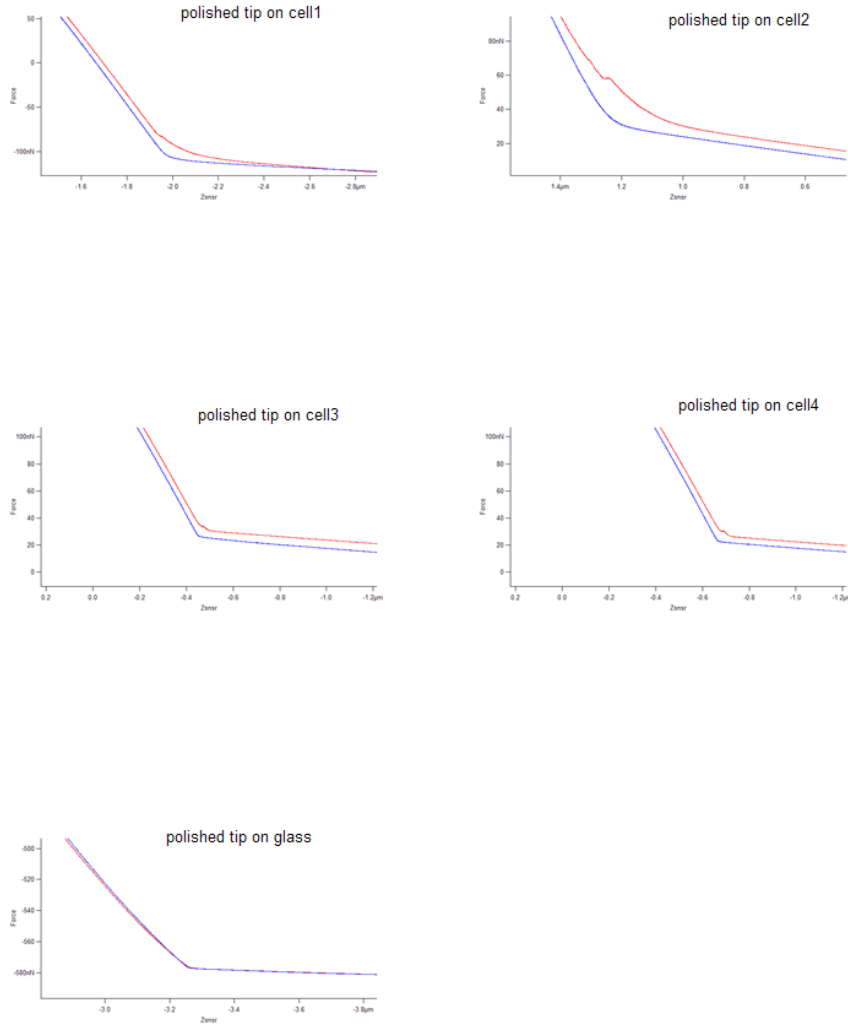 polished tip on cell1
50
0
-50
-100nN
Force
-1.6
-1.8
-2.0
-2.2
-2.4
-2.6
-2.8µm
Zsnsr
polished tip on cell2
80nN
60
40
20
Force
1.4µm
1.2
1.0
0.8
0.6
Zsnsr
polished tip on cell3
100nN
80
60
40
20
0
Force
0.2
0.0
-0.2
-0.4
-0.6
-0.8
-1.0
-1.2µm
Zsnsr
polished tip on cell4
100nN
80
60
40
20
0
Force
0.2
0.0
-0.2
-0.4
-0.6
-0.8
-1.0
-1.2µm
Zsnsr
polished tip on glass
-500
-520
-540
-560
-580nN
Force
-3.0
-3.2
-3.4
-3.6
-3.8µm
Zsnsr